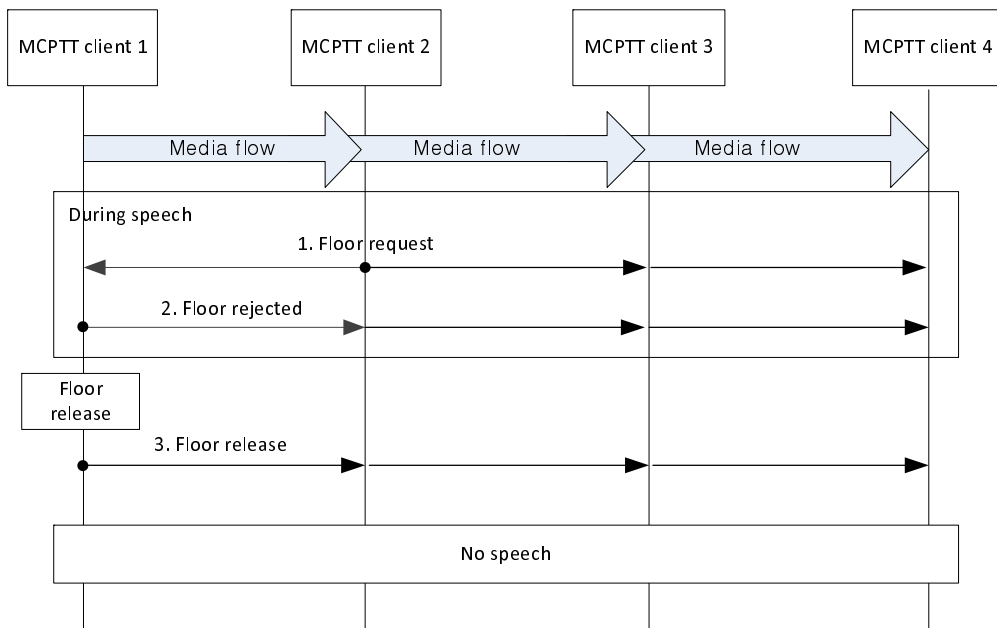 MCPTT client 1
MCPTT client 2
MCPTT client 3
MCPTT client 4
Media flow
Media flow
Media flow
During speech
1. Floor request
2. Floor rejected
Floor
release
3. Floor release
No speech